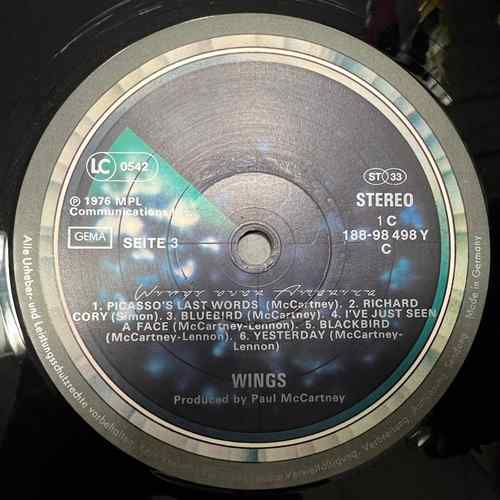 LC 0542
ST 33
℗ 1976 MPL
Communications
STEREO
1 C
188-98 498 Y
C
GEMA
SEITE 3
Wings over America
1. PICASSO'S LAST WORDS (McCartney). 2. RICHARD
CORY (Simon). 3. BLUEBIRD (McCartney). 4. I'VE JUST SEEN
A FACE (McCartney-Lennon). 5. BLACKBIRD
(McCartney-Lennon). 6. YESTERDAY (McCartney-
Lennon)
WINGS
Produced by Paul McCartney
Alle Urheber- und Leistungsschutzrechte vorbehalten.
Vervielfältigung, Verbreitung,
Made in Germany